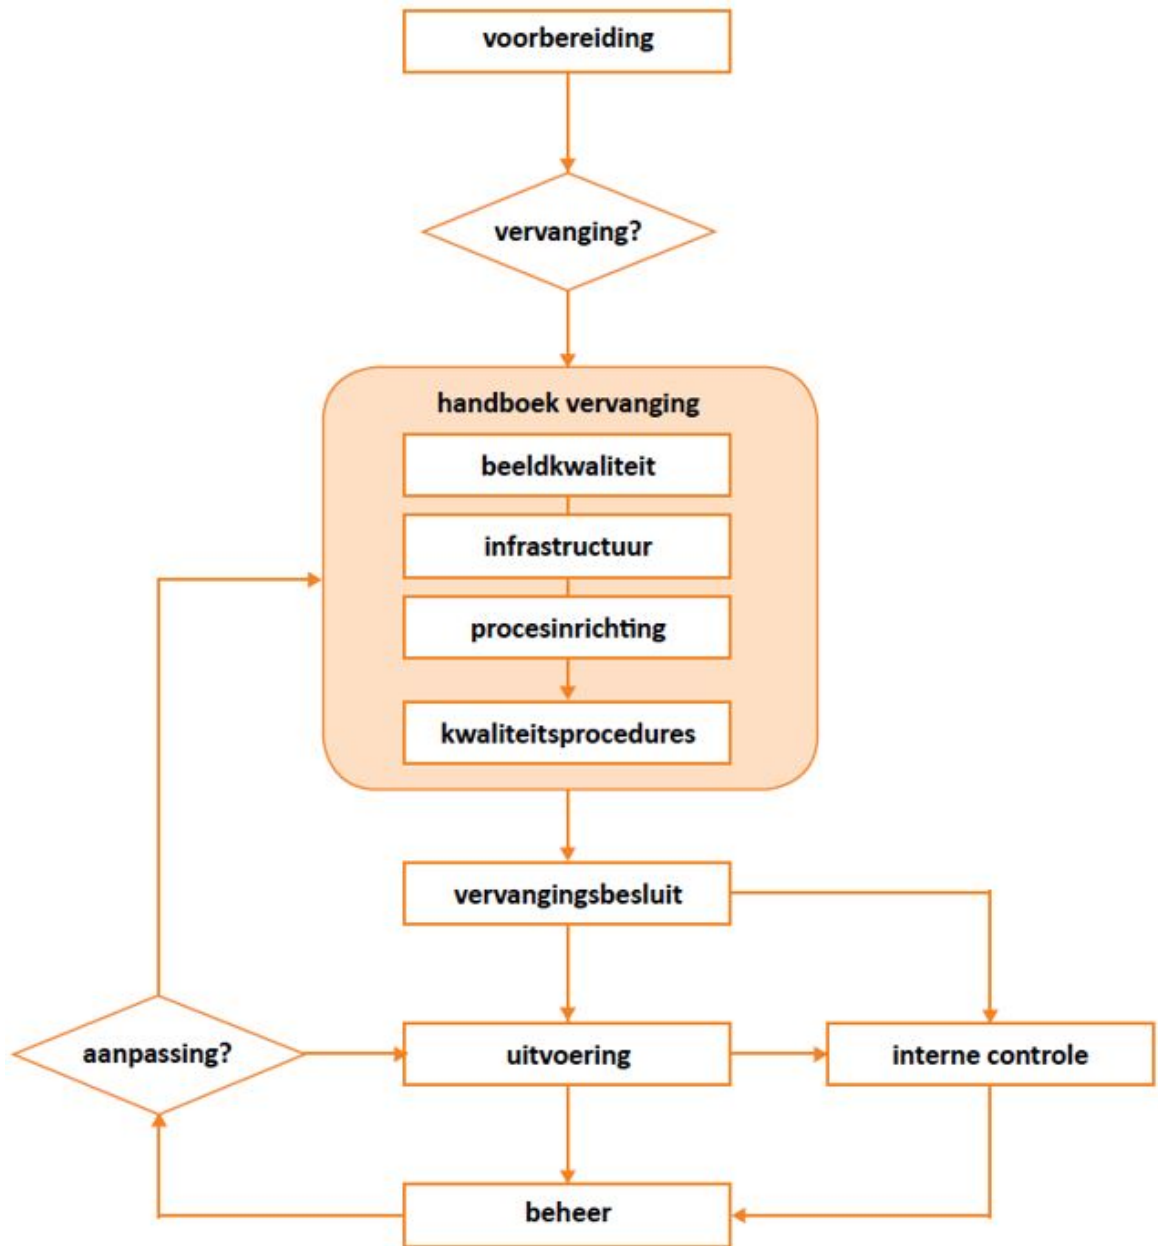 voorbereiding
vervanging?
handboek vervanging
beeldkwaliteit
infrastructuur
procesinrichting
kwaliteitsprocedures
vervangingsbesluit
aanpassing?
uitvoering
interne controle
beheer